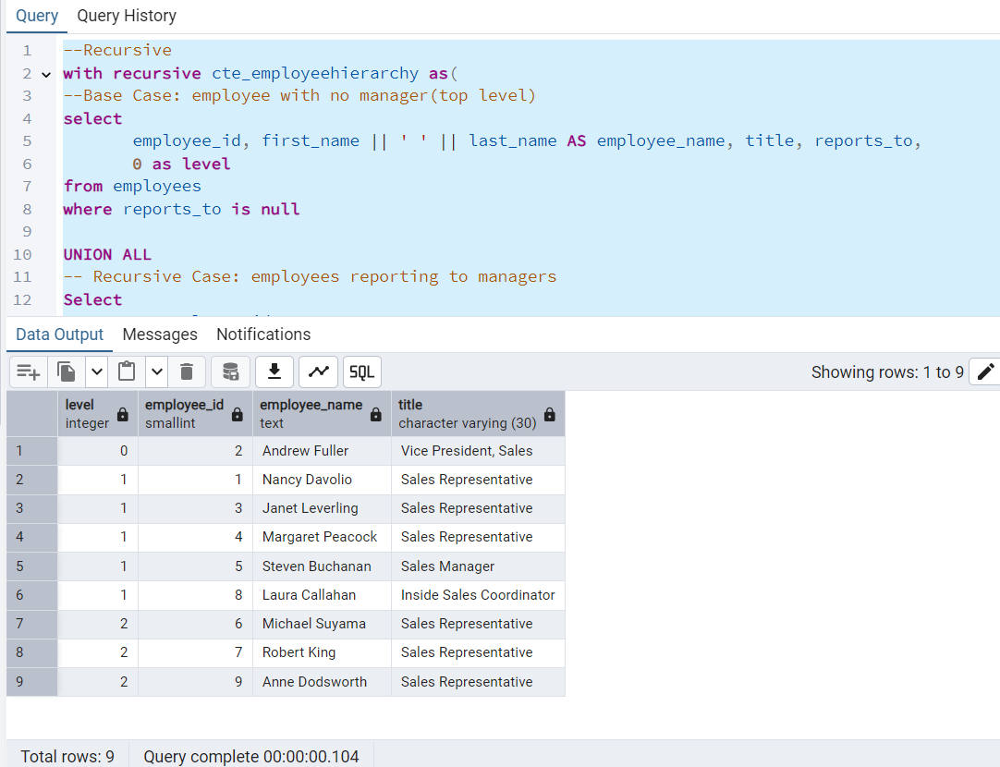 Query Query History
1 --Recursive
2 with recursive cte_employeehierarchy as(
3 --Base Case: employee with no manager(top level)
4 select
5 employee_id, first_name || ' ' || last_name AS employee_name, title, reports_to,
6 0 as level
7 from employees
8 where reports_to is null
9
10 UNION ALL
11 -- Recursive Case: employees reporting to managers
12 Select
Data Output Messages Notifications
SQL Showing rows: 1 to 9
level employee_id employee_name title
integer smallint text character varying (30)
1 0 2 Andrew Fuller Vice President, Sales
2 1 1 Nancy Davolio Sales Representative
3 1 3 Janet Leverling Sales Representative
4 1 4 Margaret Peacock Sales Representative
5 1 5 Steven Buchanan Sales Manager
6 1 8 Laura Callahan Inside Sales Coordinator
7 2 6 Michael Suyama Sales Representative
8 2 7 Robert King Sales Representative
9 2 9 Anne Dodsworth Sales Representative
Total rows: 9 Query complete 00:00:00.104